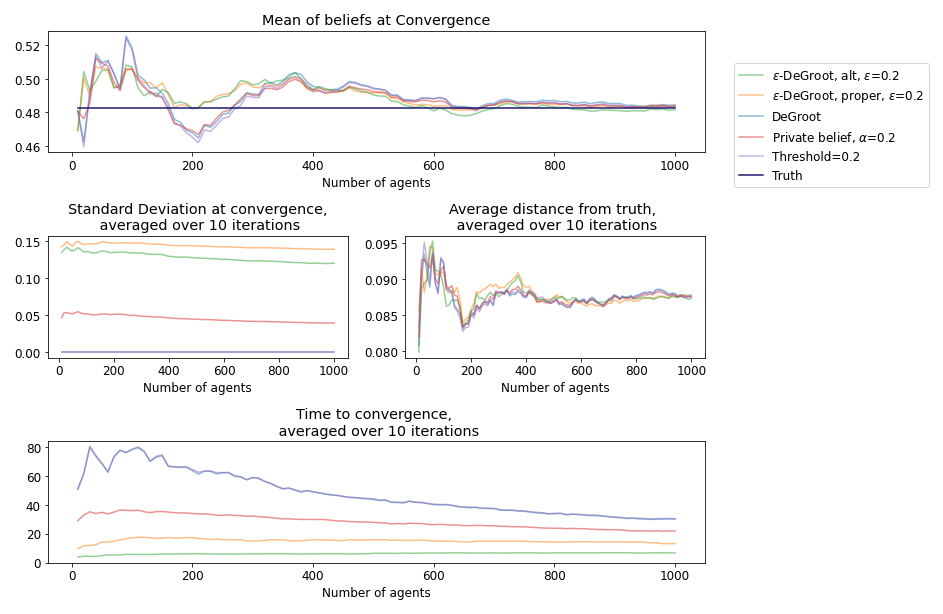 Mean of beliefs at Convergence
0.52
0.50
0.48
0.46
0 200 400 600 800 1000
Number of agents
ε-DeGroot, alt, ε=0.2
ε-DeGroot, proper, ε=0.2
DeGroot
Private belief, α=0.2
Threshold=0.2
Truth
Standard Deviation at convergence,
averaged over 10 iterations
0.15
0.10
0.05
0.00
0 200 400 600 800 1000
Number of agents
Average distance from truth,
averaged over 10 iterations
0.095
0.090
0.085
0.080
0 200 400 600 800 1000
Number of agents
Time to convergence,
averaged over 10 iterations
80
60
40
20
0
0 200 400 600 800 1000
Number of agents